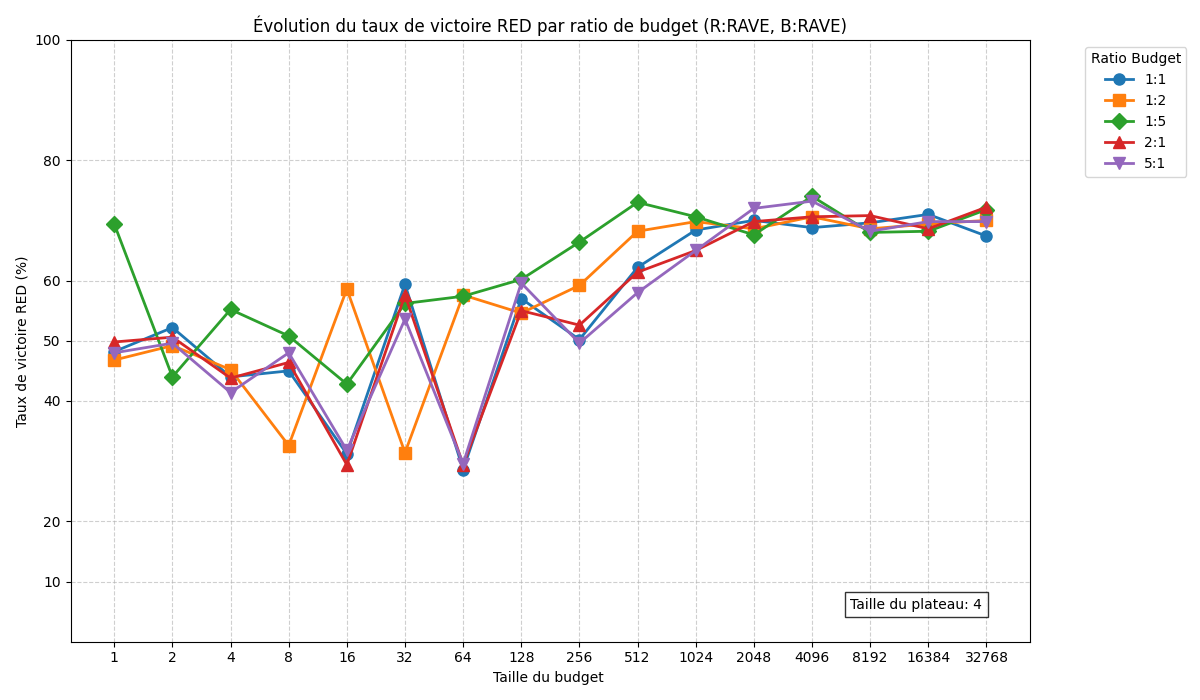 Évolution du taux de victoire RED par ratio de budget (R:RAVE, B:RAVE)
Ratio Budget
1:1
1:2
1:5
2:1
5:1
Taux de victoire RED (%)
100
80
60
50
40
20
10
Taille du plateau: 4
1 2 4 8 16 32 64 128 256 512 1024 2048 4096 8192 16384 32768
Taille du budget